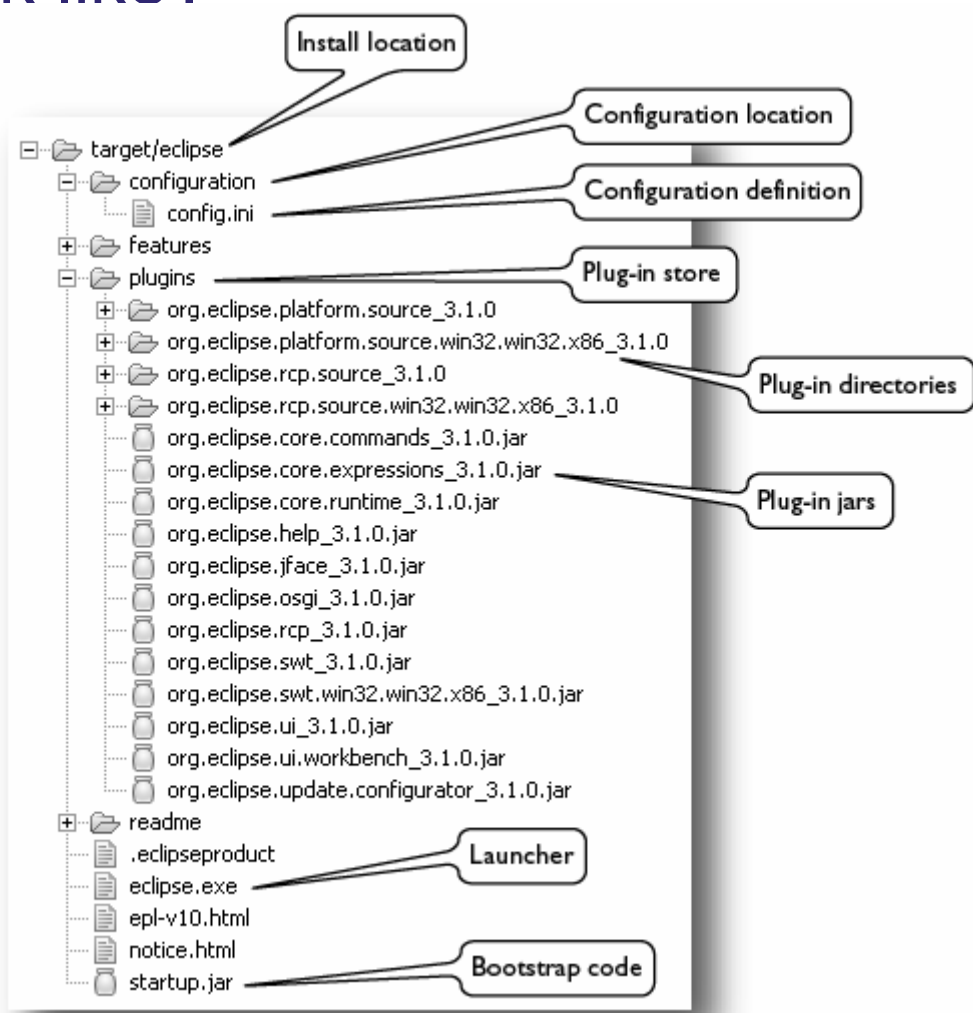 Install location
Configuration location
target/eclipse
configuration
Configuration definition
config.ini
features
plugins
Plug-in store
org.eclipse.platform.source_3.1.0
org.eclipse.platform.source.win32.win32.x86_3.1.0
org.eclipse.rcp.source_3.1.0
Plug-in directories
org.eclipse.rcp.source.win32.win32.x86_3.1.0
org.eclipse.core.commands_3.1.0.jar
org.eclipse.core.expressions_3.1.0.jar
Plug-in jars
org.eclipse.core.runtime_3.1.0.jar
org.eclipse.help_3.1.0.jar
org.eclipse.jface_3.1.0.jar
org.eclipse.osgi_3.1.0.jar
org.eclipse.rcp_3.1.0.jar
org.eclipse.swt_3.1.0.jar
org.eclipse.swt.win32.win32.x86_3.1.0.jar
org.eclipse.ui_3.1.0.jar
org.eclipse.ui.workbench_3.1.0.jar
org.eclipse.update.configurator_3.1.0.jar
readme
.eclipseproduct
Launcher
eclipse.exe
epl-v10.html
notice.html
Bootstrap code
startup.jar